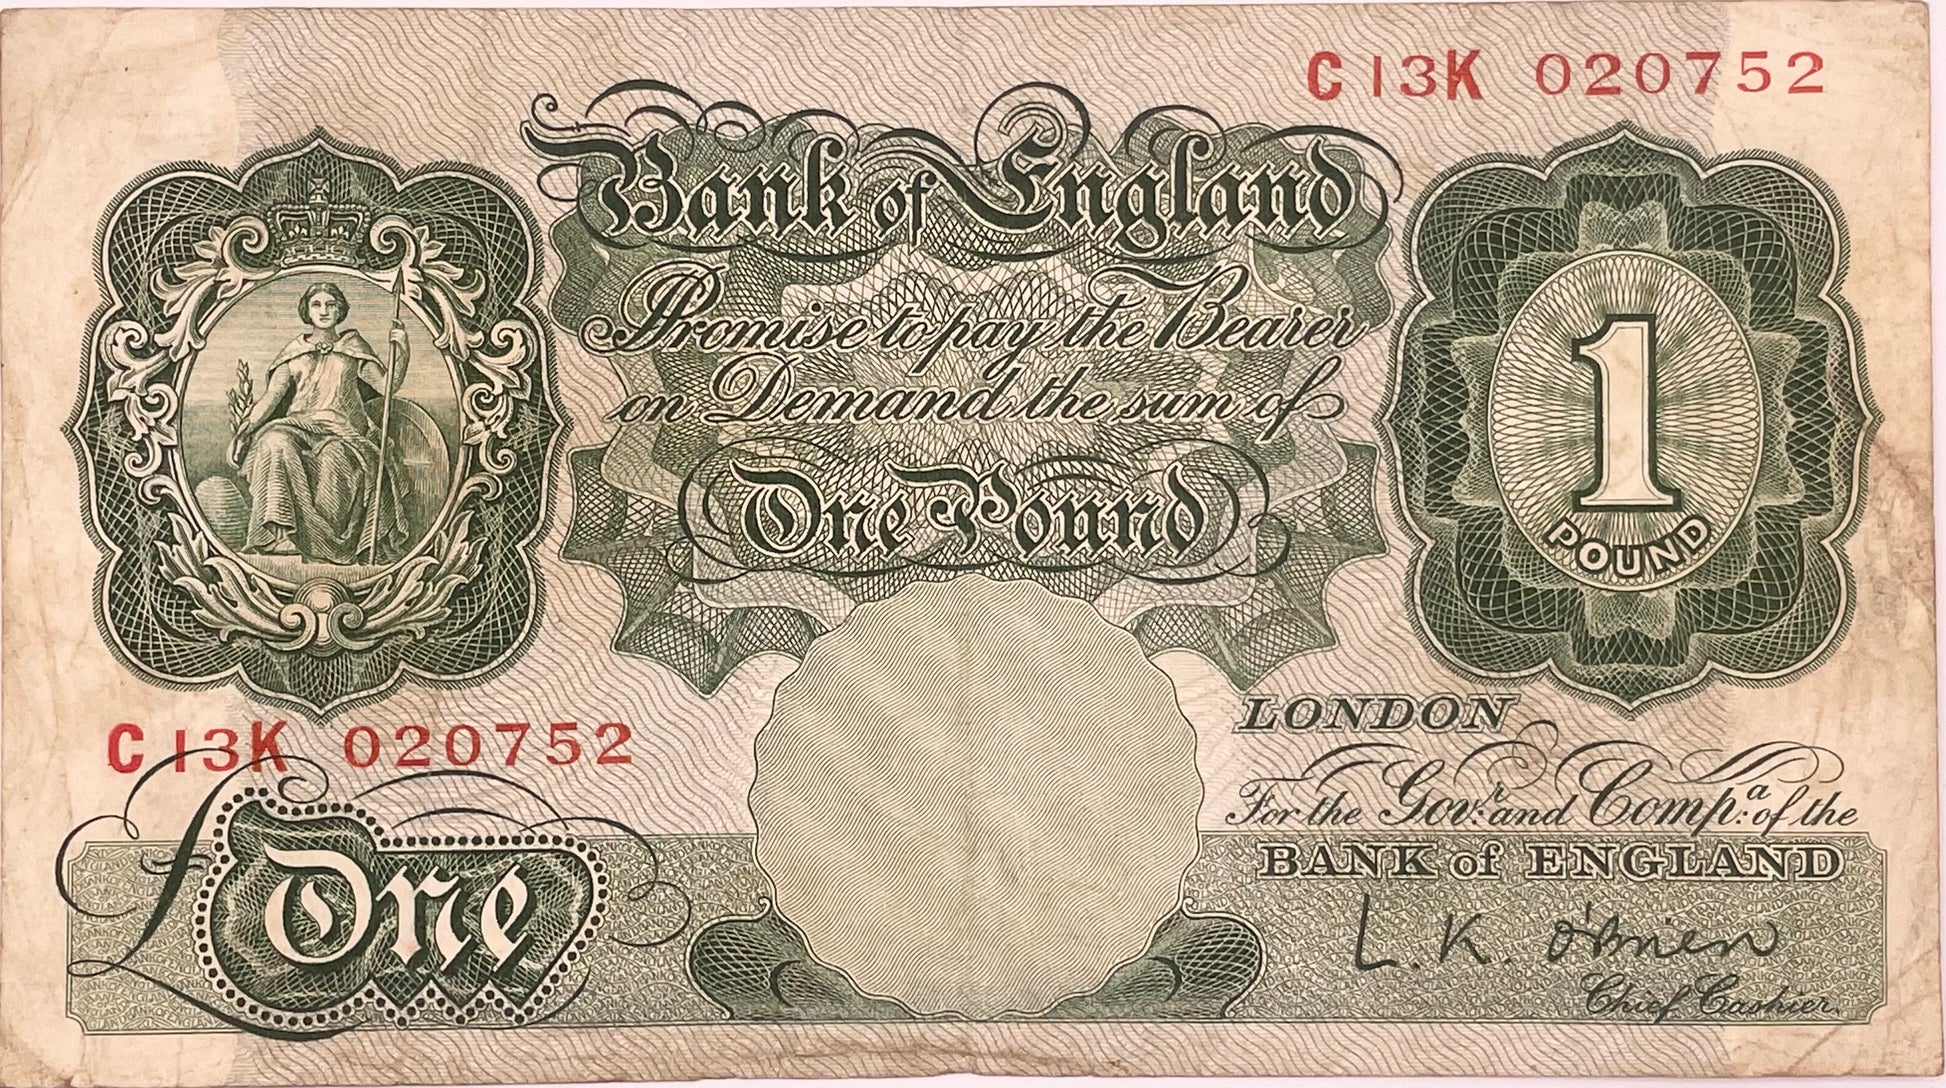 C13K 020752
Bank of England
Promise to pay the Bearer
on Demand the sum of
One Pound
1
POUND
LONDON
For the Govr. and Compa. of the
BANK of ENGLAND
L.K. O'Brien
Chief Cashier.
C13K 020752
£One